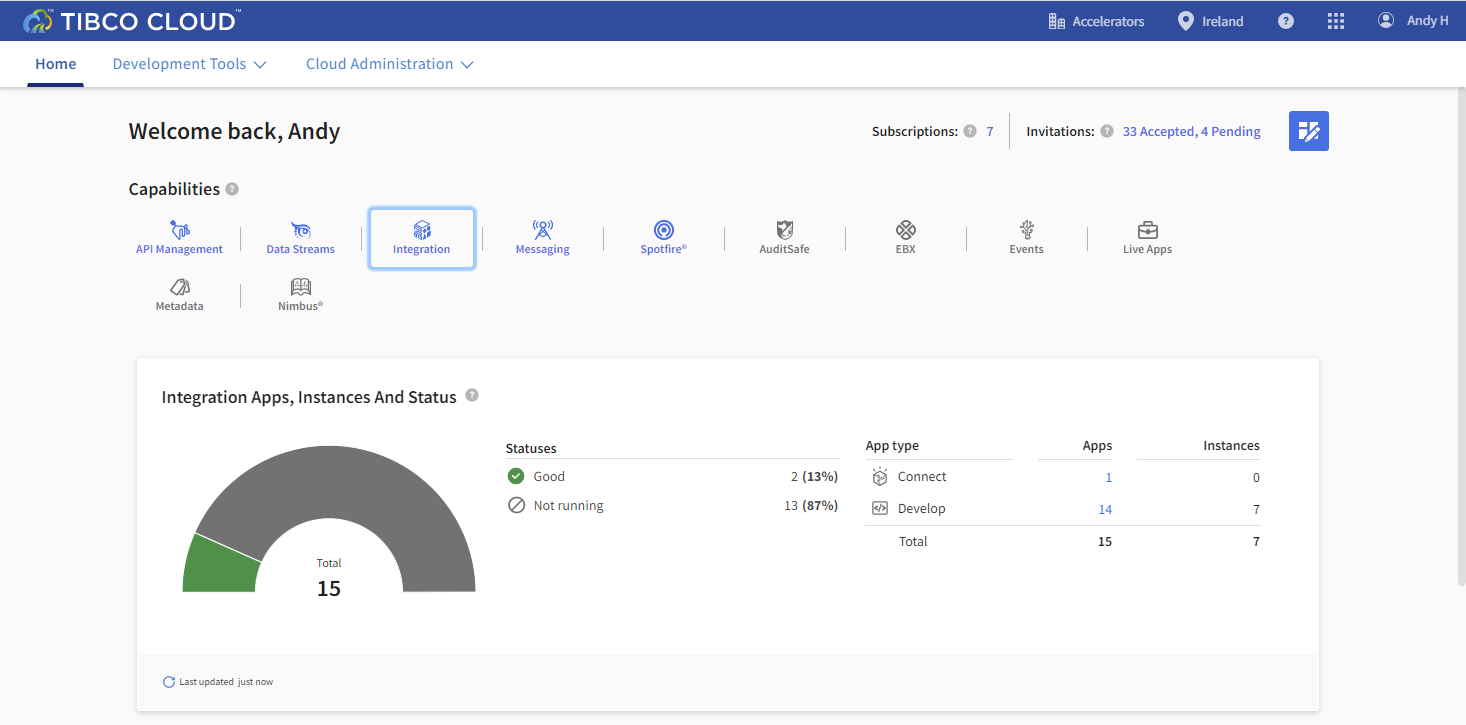 TIBCO CLOUD™ Accelerators Ireland ? Andy H
Home Development Tools Cloud Administration
Welcome back, Andy Subscriptions: ? 7 Invitations: ? 33 Accepted, 4 Pending
Capabilities ?
API Management Data Streams Integration Messaging Spotfire® AuditSafe EBX Events Live Apps
Metadata Nimbus®
Integration Apps, Instances And Status ?
Statuses
Good 2 (13%)
Not running 13 (87%)
App type Apps Instances
Connect 1 0
Develop 14 7
Total 15 7
Total
15
Last updated just now